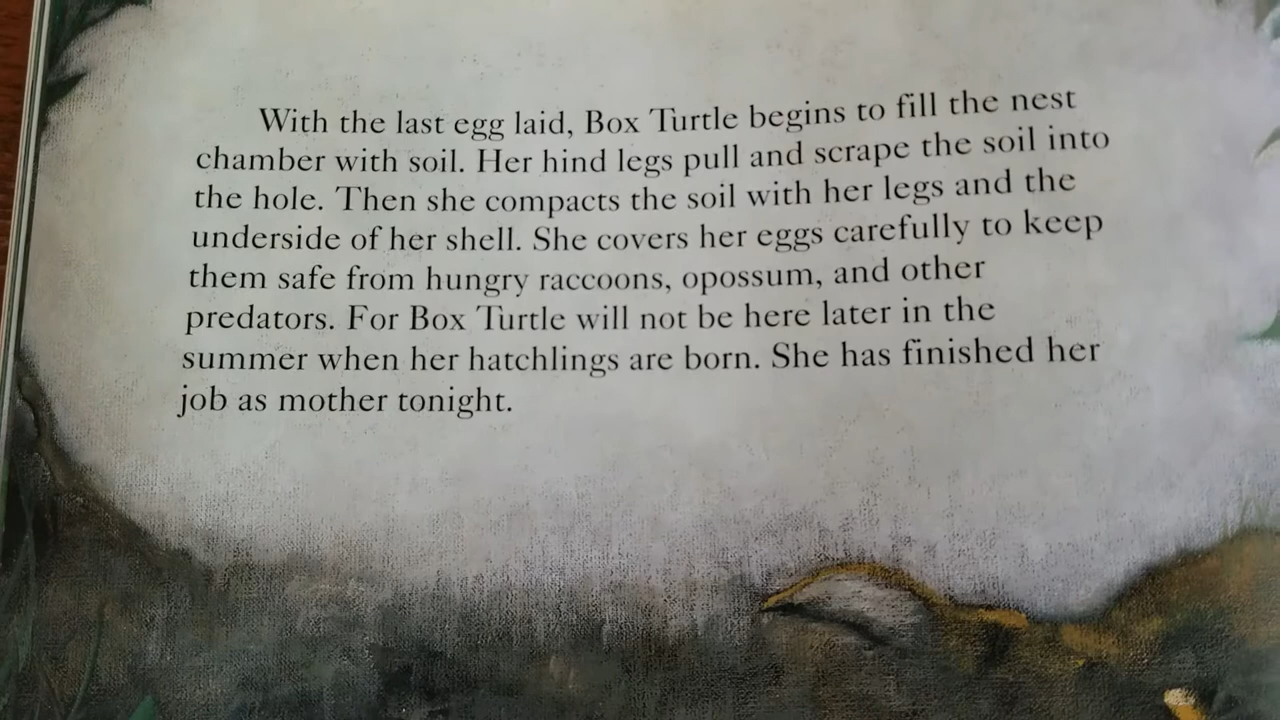 With the last egg laid, Box Turtle begins to fill the nest
chamber with soil. Her hind legs pull and scrape the soil into
the hole. Then she compacts the soil with her legs and the
underside of her shell. She covers her eggs carefully to keep
them safe from hungry raccoons, opossum, and other
predators. For Box Turtle will not be here later in the
summer when her hatchlings are born. She has finished her
job as mother tonight.